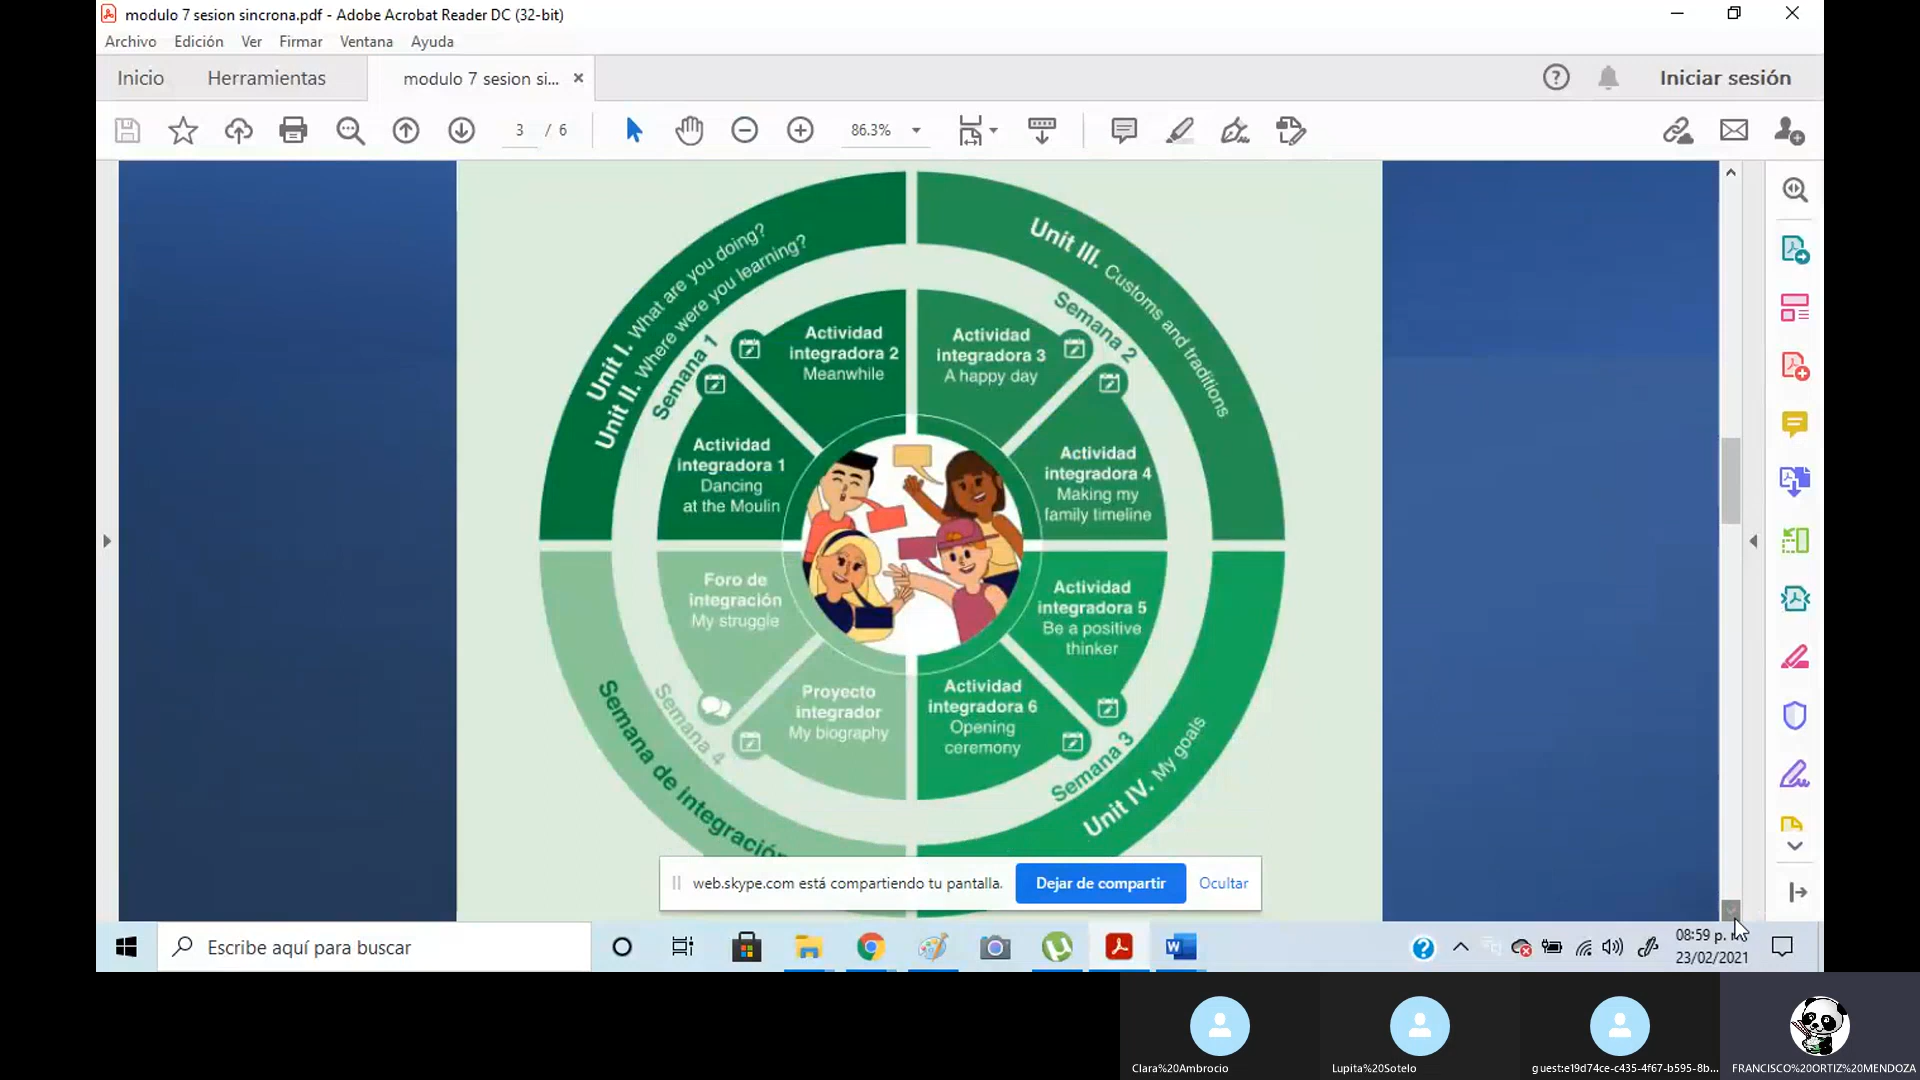 modulo 7 sesion sincrona.pdf - Adobe Acrobat Reader DC (32-bit)
Archivo Edición Ver Firmar Ventana Ayuda
Inicio Herramientas modulo 7 sesion si... Iniciar sesión
3 / 6 86.3%
Unit I. What are you doing?
Unit II. Where were you learning?
Semana 1
Actividad
integradora 1
Dancing
at the Moulin
Actividad
integradora 2
Meanwhile
Unit III. Customs and traditions
Semana 2
Actividad
integradora 3
A happy day
Actividad
integradora 4
Making my
family timeline
Actividad
integradora 5
Be a positive
thinker
Actividad
integradora 6
Opening
ceremony
Semana 3
Unit IV. My goals
Foro de
integración
My struggle
Proyecto
integrador
My biography
Semana 4
Semana de integración
web.skype.com está compartiendo tu pantalla. Dejar de compartir Ocultar
Escribe aquí para buscar
08:59 p.
23/02/2021
Clara%20Ambrocio
Lupita%20Sotelo
guest:e19d74ce-c435-4f67-b595-8b...
FRANCISCO%20ORTIZ%20MENDOZA